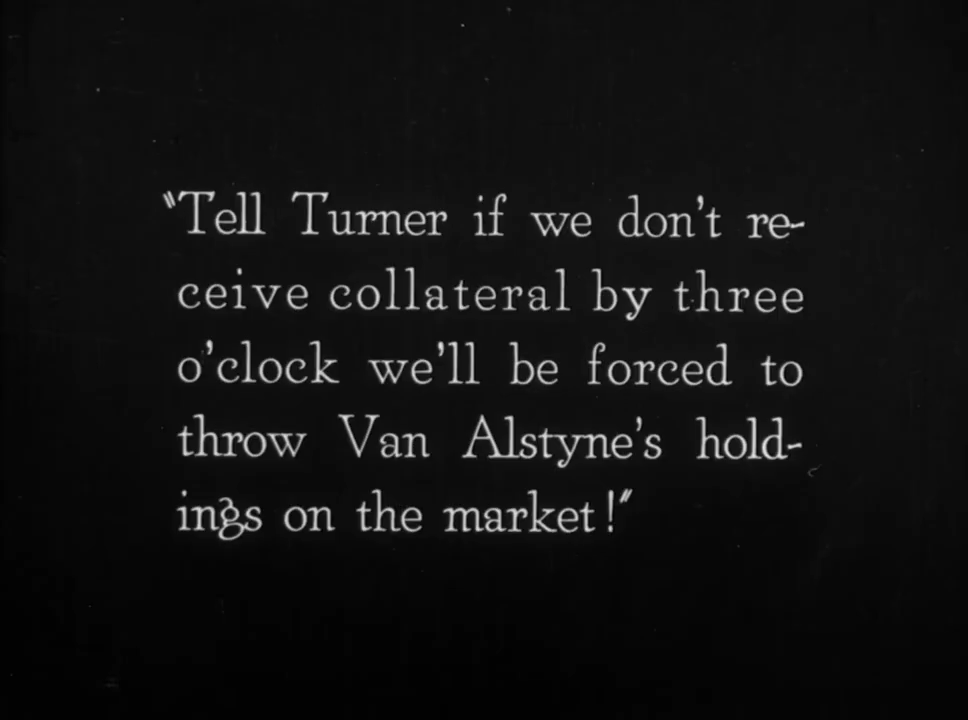 "Tell Turner if we don't re-
ceive collateral by three
o'clock we'll be forced to
throw Van Alstyne's hold-
ings on the market!"